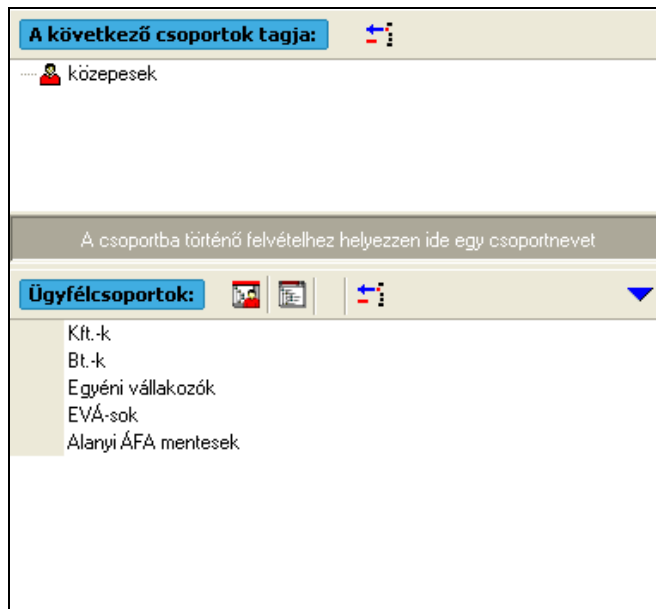 A következő csoportok tagja:
közepesek
A csoportba történő felvételhez helyezzen ide egy csoportnevet
Ügyfélcsoportok:
Kft.-k
Bt.-k
Egyéni vállakozók
EVÁ-sok
Alanyi ÁFA mentesek